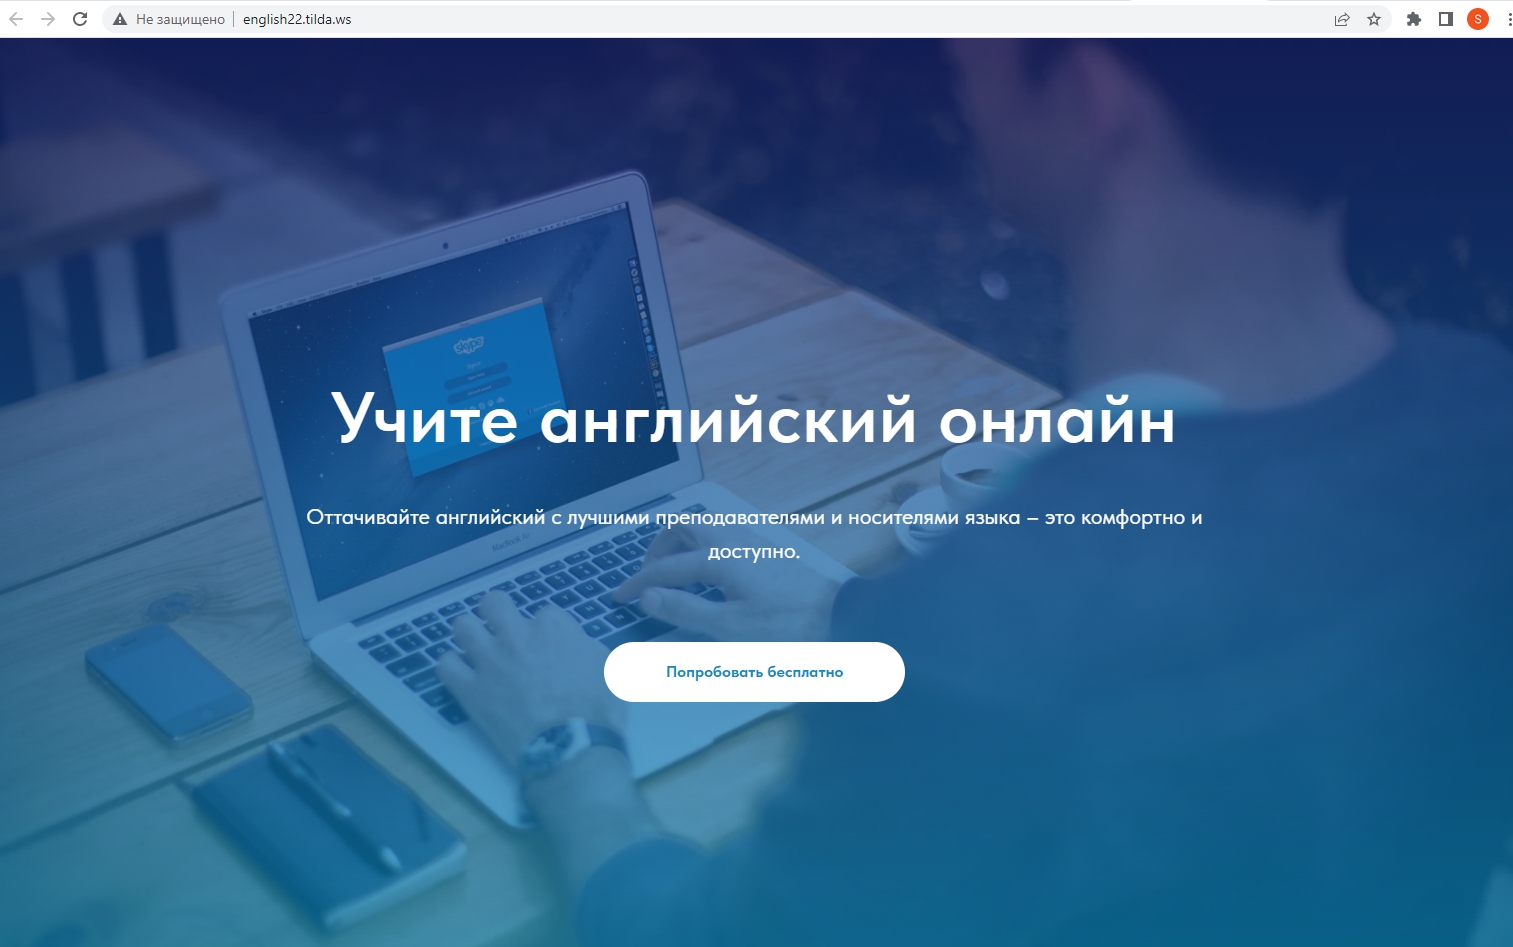 Не защищено english22.tilda.ws
S
skype
Учите английский онлайн
Оттачивайте английский с лучшими преподавателями и носителями языка – это комфортно и
доступно.
Попробовать бесплатно